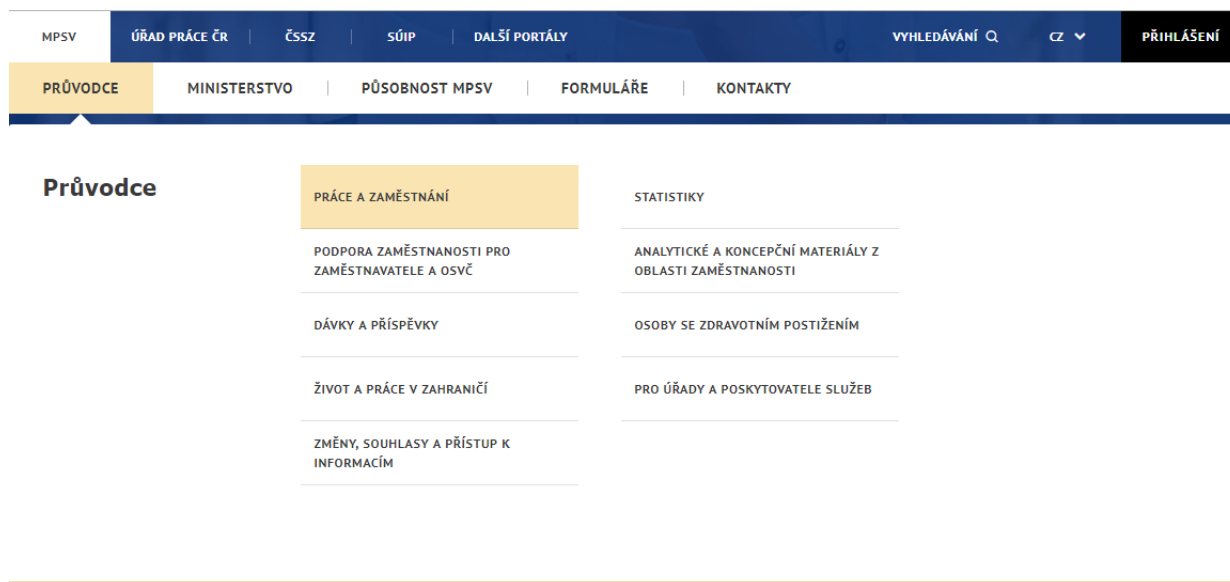 MPSV
ÚŘAD PRÁCE ČR
ČSSZ
SÚIP
DALŠÍ PORTÁLY
VYHLEDÁVÁNÍ
CZ
PŘIHLÁŠENÍ
PRŮVODCE
MINISTERSTVO
PŮSOBNOST MPSV
FORMULÁŘE
KONTAKTY
Průvodce
PRÁCE A ZAMĚSTNÁNÍ
PODPORA ZAMĚSTNANOSTI PRO
ZAMĚSTNAVATELE A OSVČ
DÁVKY A PŘÍSPĚVKY
ŽIVOT A PRÁCE V ZAHRANIČÍ
ZMĚNY, SOUHLASY A PŘÍSTUP K
INFORMACÍM
STATISTIKY
ANALYTICKÉ A KONCEPČNÍ MATERIÁLY Z
OBLASTI ZAMĚSTNANOSTI
OSOBY SE ZDRAVOTNÍM POSTIŽENÍM
PRO ÚŘADY A POSKYTOVATELE SLUŽEB